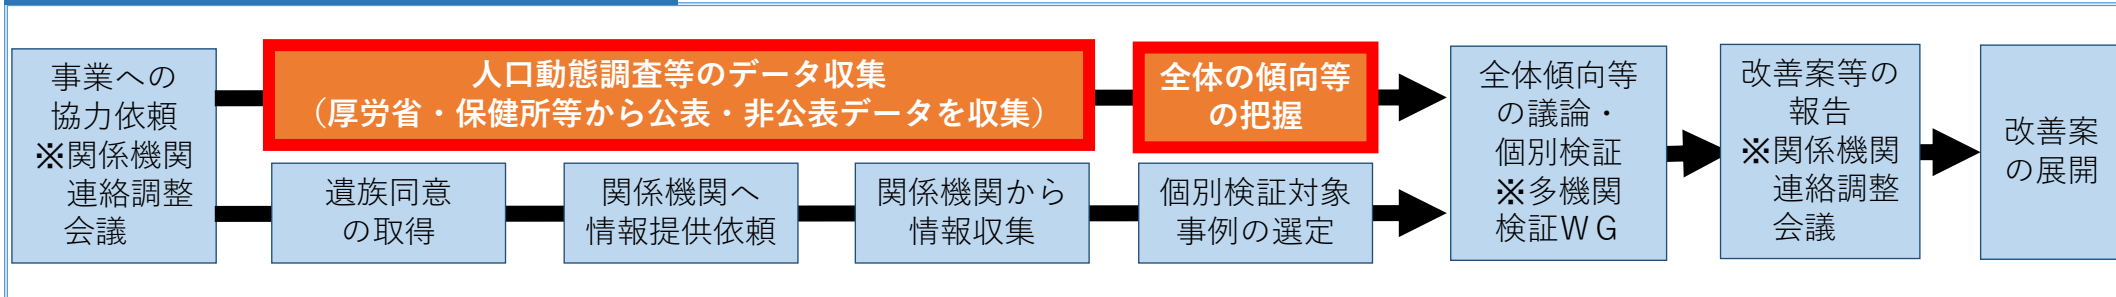 事業への
協力依頼
※関係機関
連絡調整
会議
人口動態調査等のデータ収集
（厚労省・保健所等から公表・非公表データを収集）
全体の傾向等
の把握
遺族同意
の取得
関係機関へ
情報提供依頼
関係機関から
情報収集
個別検証対象
事例の選定
全体傾向等
の議論・
個別検証
※多機関
検証ＷＧ
改善案等の
報告
※関係機関
連絡調整
会議
改善案
の展開